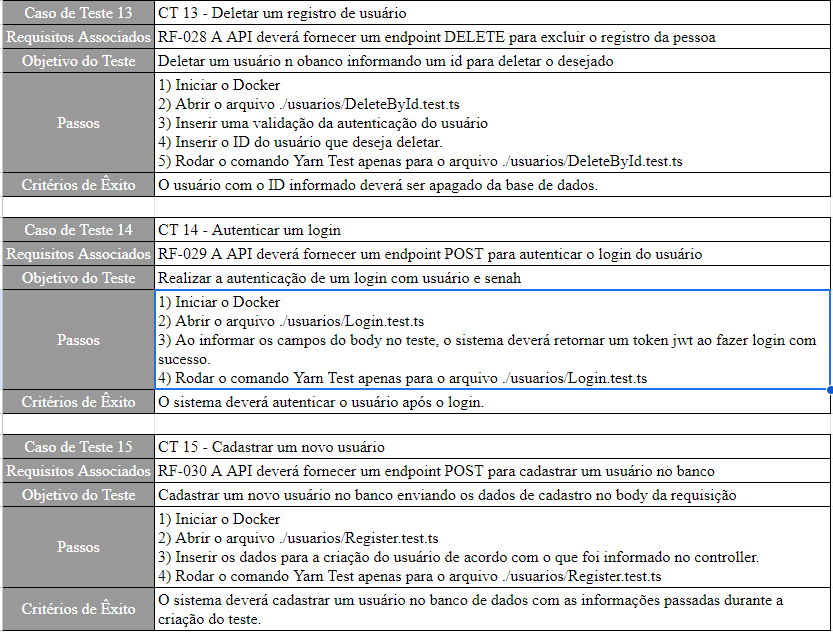 Caso de Teste 13 CT 13 - Deletar um registro de usuário
Requisitos Associados RF-028 A API deverá fornecer um endpoint DELETE para excluir o registro da pessoa
Objetivo do Teste Deletar um usuário n obanco informando um id para deletar o desejado
Passos
1) Iniciar o Docker
2) Abrir o arquivo ./usuarios/DeleteById.test.ts
3) Inserir uma validação da autenticação do usuário
4) Inserir o ID do usuário que deseja deletar.
5) Rodar o comando Yarn Test apenas para o arquivo ./usuarios/DeleteById.test.ts
Critérios de Êxito O usuário com o ID informado deverá ser apagado da base de dados.
Caso de Teste 14 CT 14 - Autenticar um login
Requisitos Associados RF-029 A API deverá fornecer um endpoint POST para autenticar o login do usuário
Objetivo do Teste Realizar a autenticação de um login com usuário e senah
Passos
1) Iniciar o Docker
2) Abrir o arquivo ./usuarios/Login.test.ts
3) Ao informar os campos do body no teste, o sistema deverá retornar um token jwt ao fazer login com
sucesso.
4) Rodar o comando Yarn Test apenas para o arquivo ./usuarios/Login.test.ts
Critérios de Êxito O sistema deverá autenticar o usuário após o login.
Caso de Teste 15 CT 15 - Cadastrar um novo usuário
Requisitos Associados RF-030 A API deverá fornecer um endpoint POST para cadastrar um usuário no banco
Objetivo do Teste Cadastrar um novo usuário no banco enviando os dados de cadastro no body da requisição
Passos
1) Iniciar o Docker
2) Abrir o arquivo ./usuarios/Register.test.ts
3) Inserir os dados para a criação do usuário de acordo com o que foi informado no controller.
4) Rodar o comando Yarn Test apenas para o arquivo ./usuarios/Register.test.ts
Critérios de Êxito
O sistema deverá cadastrar um usuário no banco de dados com as informações passadas durante a
criação do teste.